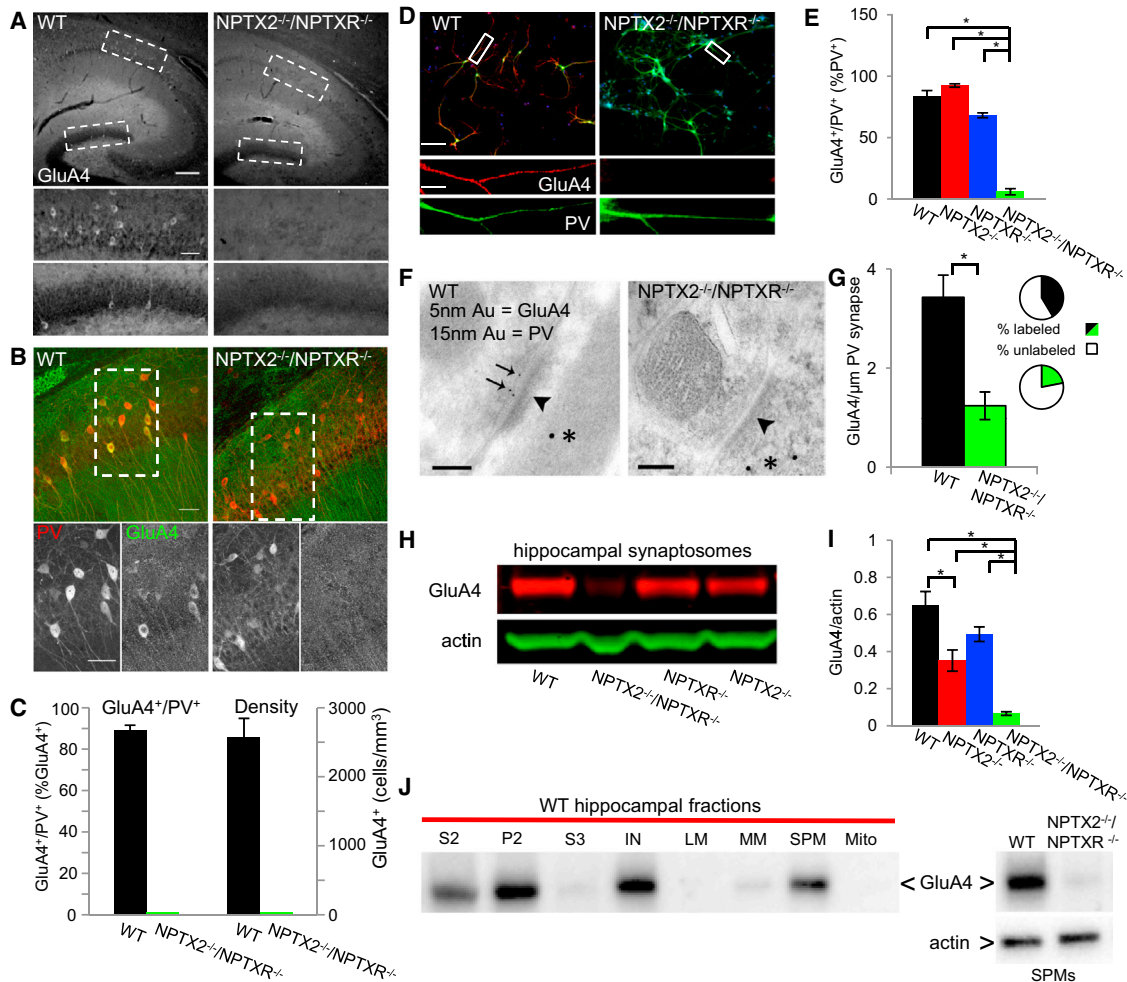 A
WT
NPTX2-/-/NPTXR-/-
GluA4
B
WT
NPTX2-/-/NPTXR-/-
PV
GluA4
C
GluA4+/PV+
Density
GluA4+/PV+ (%GluA4+)
100
80
60
40
20
0
3000
2000
1000
0
GluA4+ (cells/mm3)
WT
NPTX2-/-/NPTXR-/-
WT
NPTX2-/-/NPTXR-/-
D
WT
NPTX2-/-/NPTXR-/-
GluA4
PV
E
GluA4+/PV+ (%PV+)
150
100
50
0
*
*
*
WT
NPTX2-/-
NPTXR-/-
NPTX2-/-/NPTXR-/-
F
WT
5nm Au = GluA4
15nm Au = PV
*
NPTX2-/-/NPTXR-/-
*
G
GluA4/µm PV synapse
4
2
0
*
% labeled
% unlabeled
WT
NPTX2-/-/
NPTXR-/-
H
hippocampal synaptosomes
GluA4
actin
WT
NPTX2-/-/NPTXR-/-
NPTXR-/-
NPTX2-/-
I
GluA4/actin
1
0.8
0.6
0.4
0.2
0
*
*
*
*
WT
NPTX2-/-
NPTXR-/-
NPTX2-/-/NPTXR-/-
J
WT hippocampal fractions
S2 P2 S3 IN LM MM SPM Mito
< GluA4 >
WT
NPTX2-/-/
NPTXR-/-
actin >
SPMs